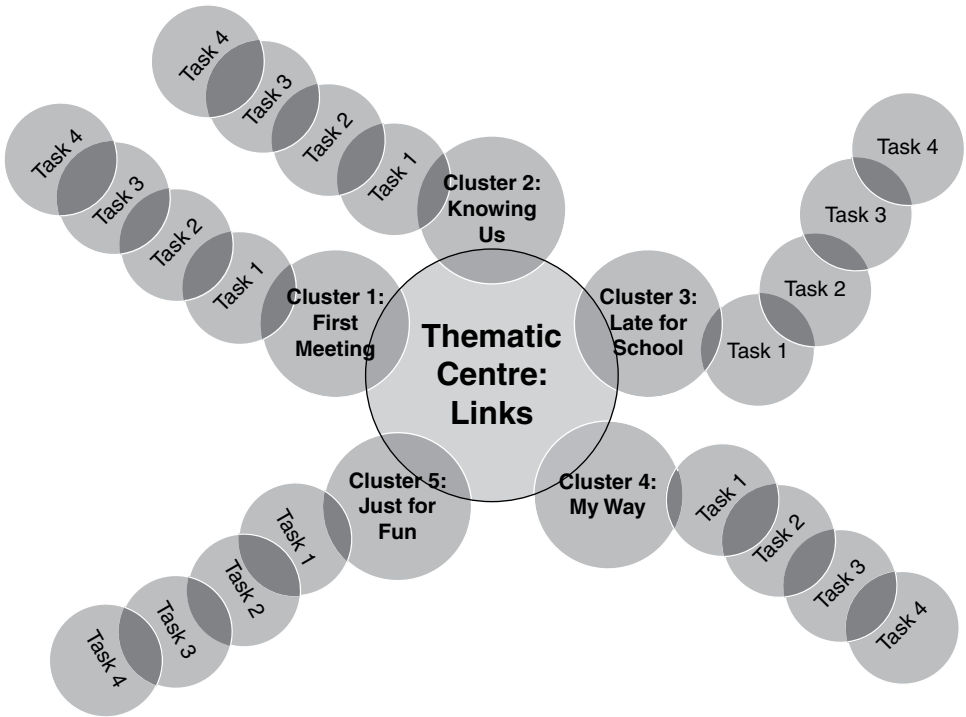 Thematic
Centre:
Links
Cluster 1:
First
Meeting
Task 1
Task 2
Task 3
Task 4
Cluster 2:
Knowing
Us
Task 1
Task 2
Task 3
Task 4
Cluster 3:
Late for
School
Task 1
Task 2
Task 3
Task 4
Cluster 4:
My Way
Task 1
Task 2
Task 3
Task 4
Cluster 5:
Just for
Fun
Task 1
Task 2
Task 3
Task 4